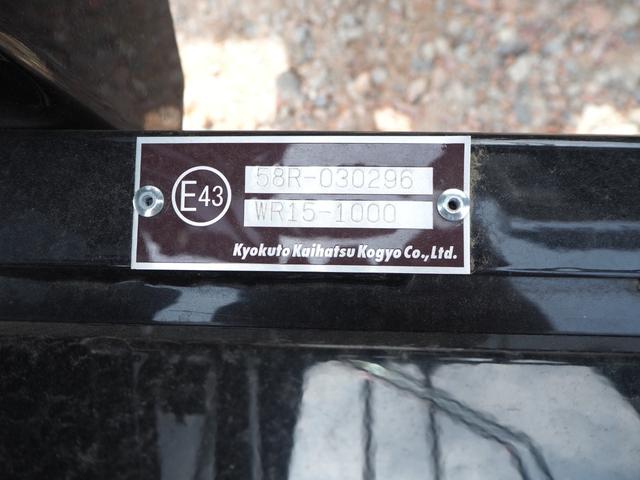 E43
58R-030296
WR15-1000
Kyokuto Kaihatsu Kogyo Co.,Ltd.